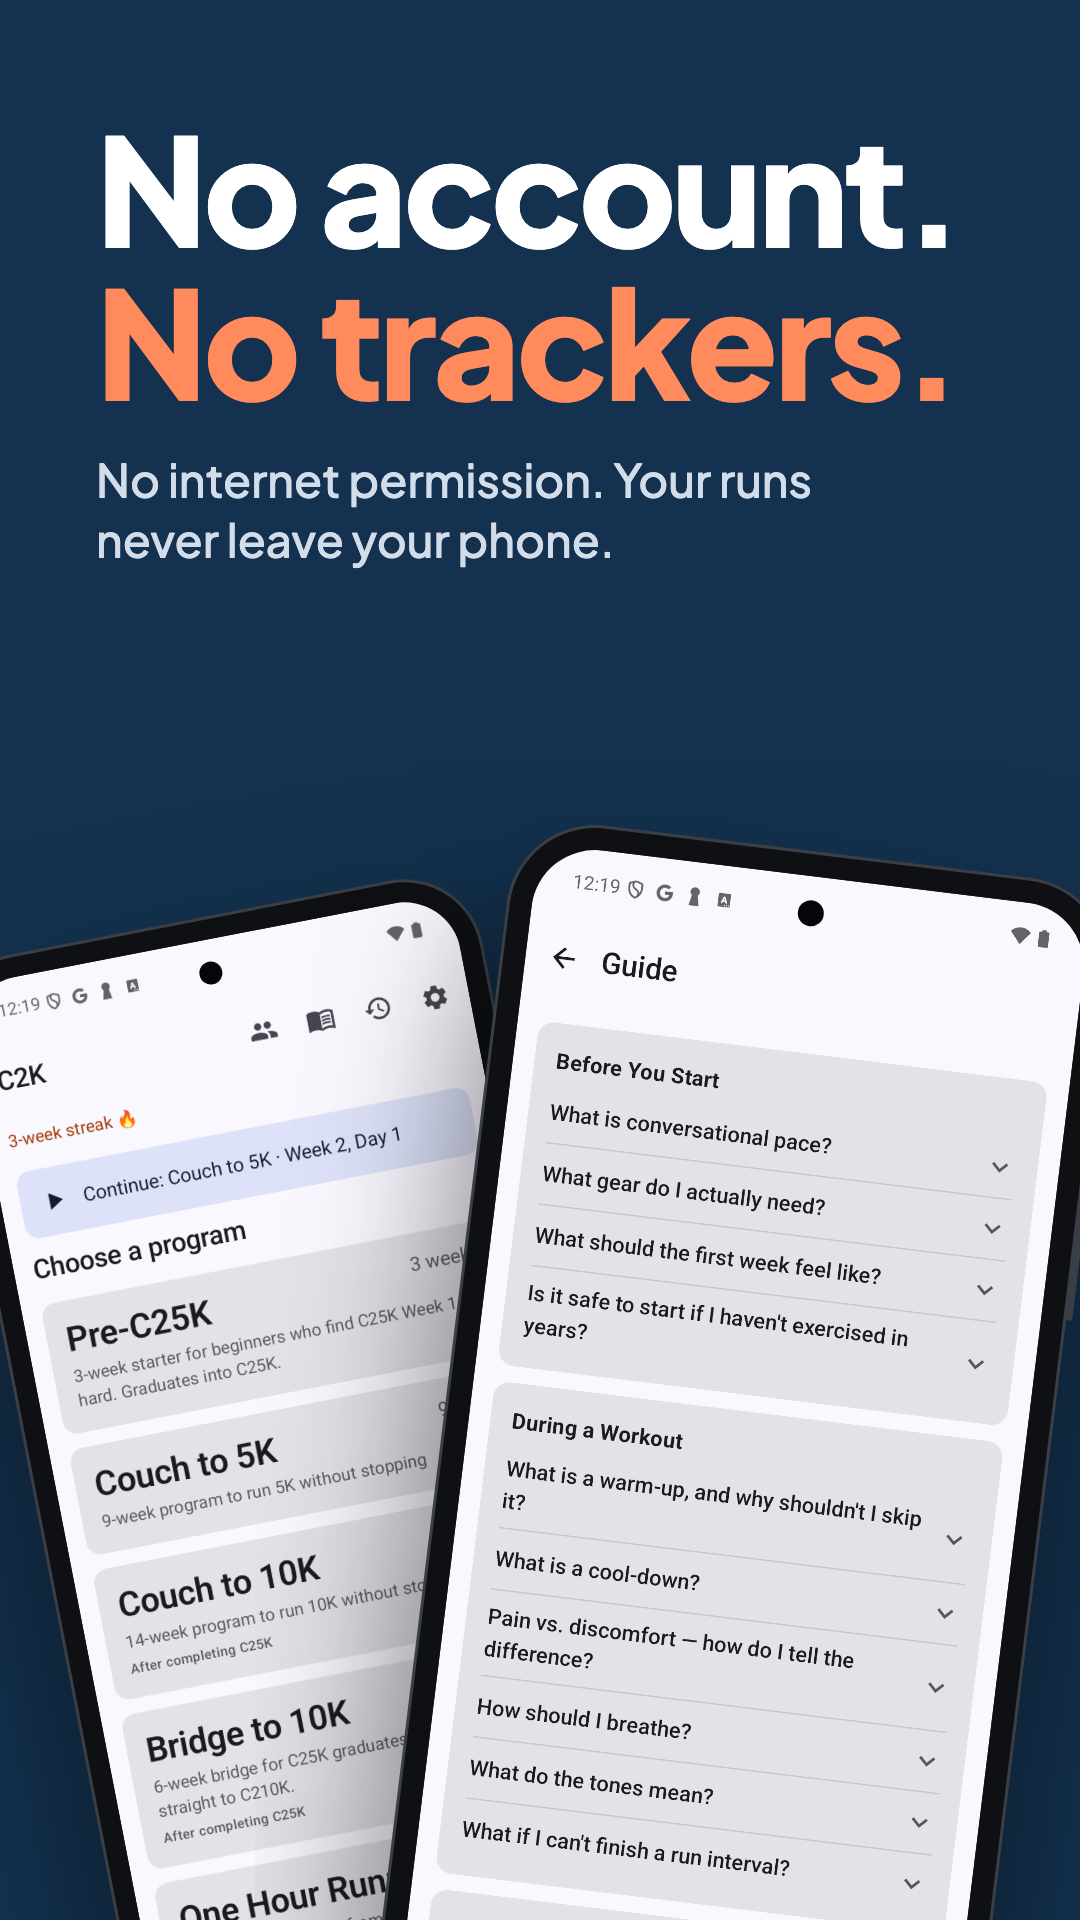 No account.
No trackers.
No internet permission. Your runs
never leave your phone.
12:19
C2K
3-week streak 🔥
Continue: Couch to 5K · Week 2, Day 1
Choose a program
Pre-C25K
3
3-week starter for beginners who find C25K Week 1
hard. Graduates into C25K.
Couch to 5K
9-week program to run 5K without stopping
Couch to 10K
14-week program to run 10K without
After completing C25K
Bridge to 10K
6-week bridge for C25K graduates
straight to C210K.
After completing C25K
One Hour
12:19
Guide
Before You Start
What is conversational pace?
What gear do I actually need?
What should the first week feel like?
Is it safe to start if I haven't exercised in
years?
During a Workout
What is a warm-up, and why shouldn't I skip
it?
What is a cool-down?
Pain vs. discomfort — how do I tell the
difference?
How should I breathe?
What do the tones mean?
What if I can't finish a run interval?